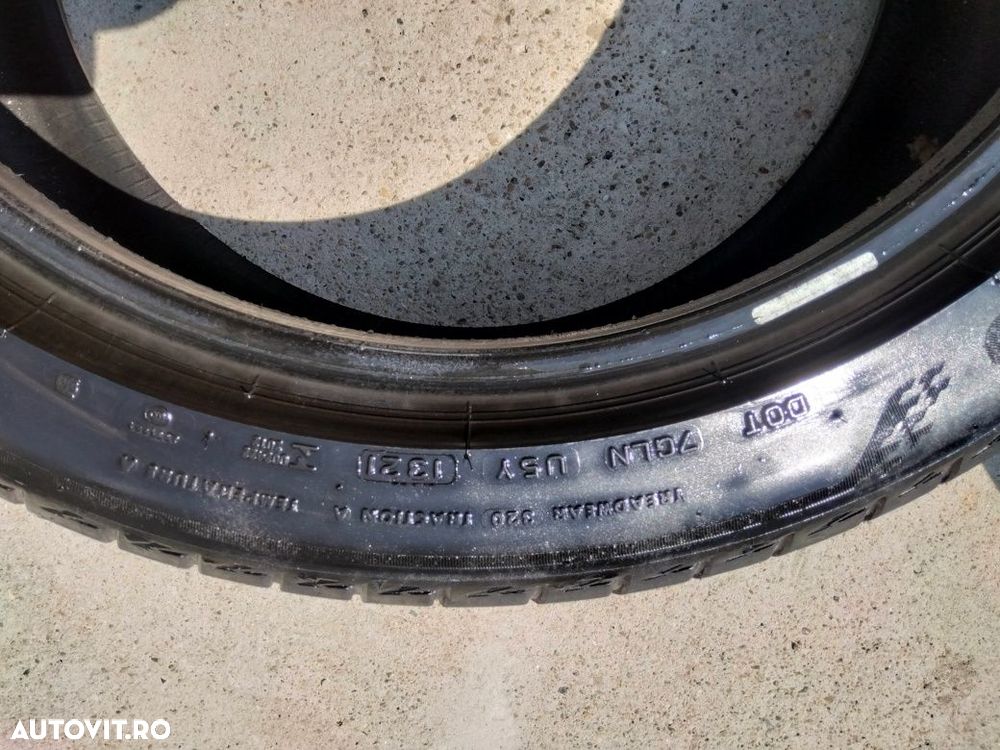 DOT 7GLN U5Y 1321
TREADWEAR 320 TRACTION A TEMPERATURE A
AUTOVIT.RO